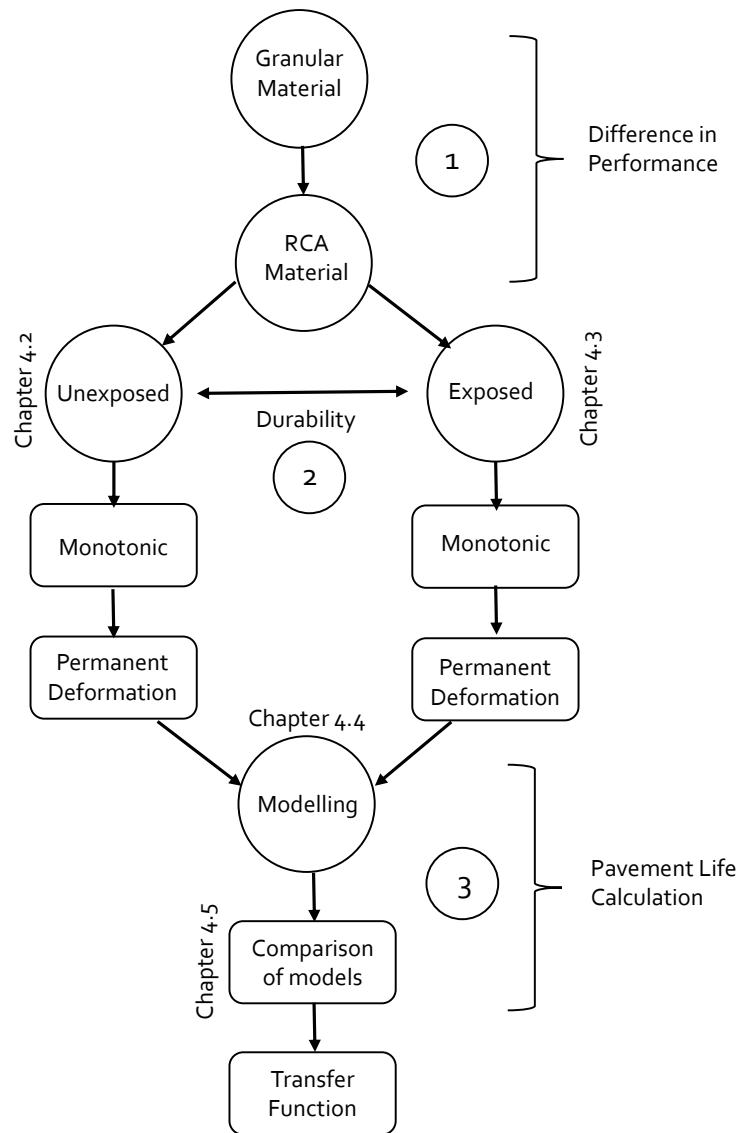 Granular
Material
1
Difference in
Performance
RCA
Material
Chapter 4.2
Unexposed
Durability
2
Exposed
Chapter 4.3
Monotonic
Monotonic
Permanent
Deformation
Permanent
Deformation
Chapter 4.4
Modelling
3
Pavement Life
Calculation
Chapter 4.5
Comparison
of models
Transfer
Function